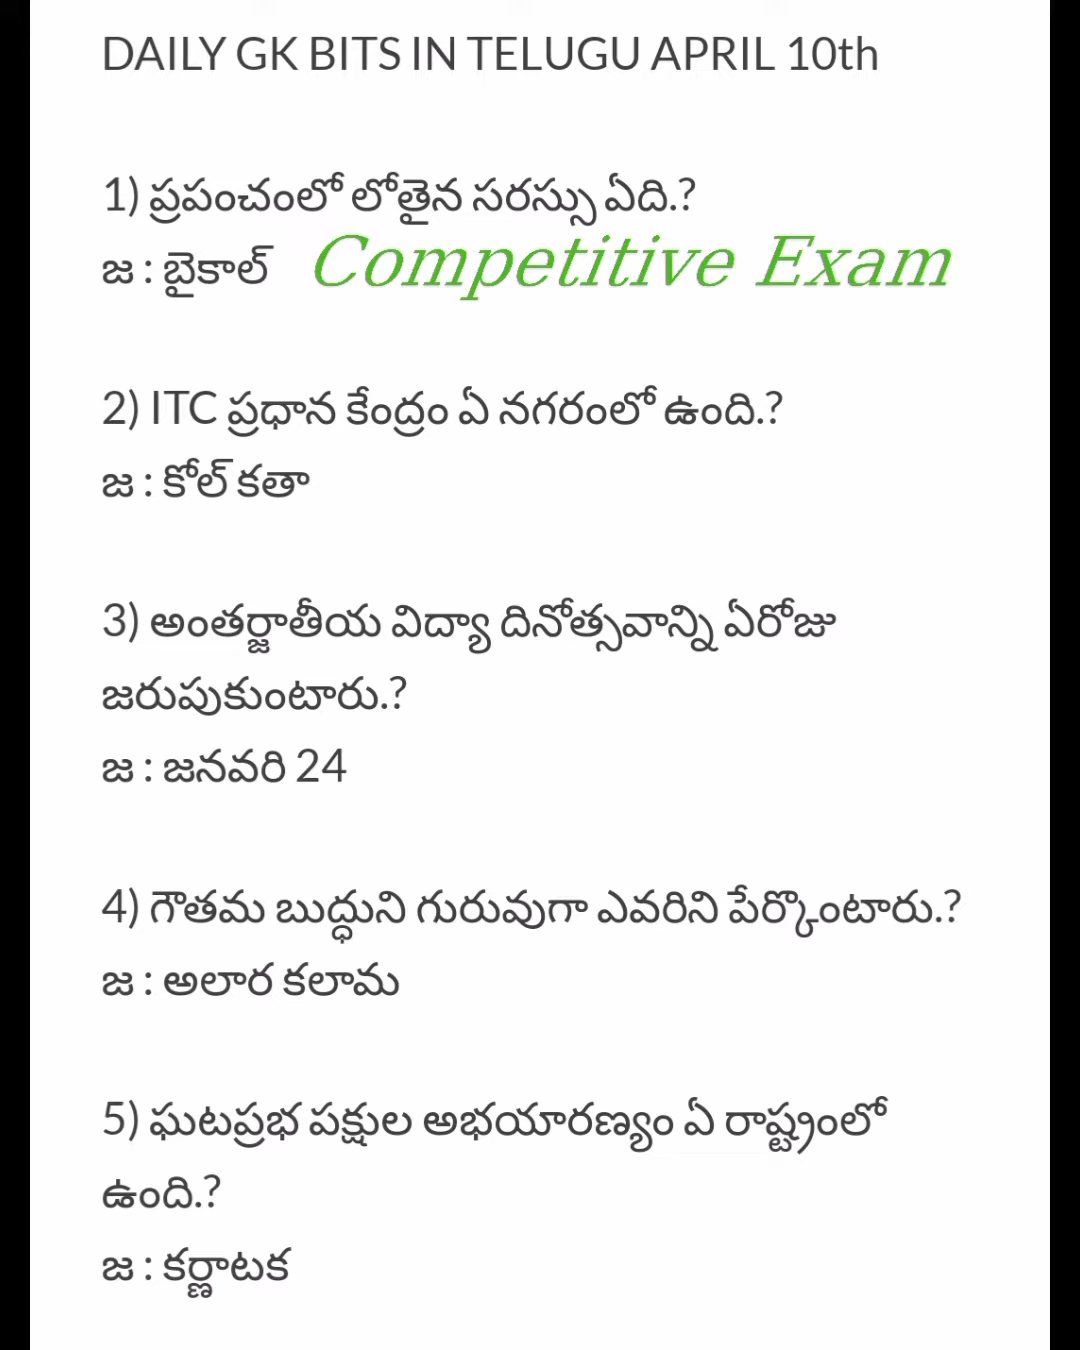 DAILY GK BITS IN TELUGU APRIL 10th
1) ప్రపంచంలో లోతైన సరస్సు ఏది.?
జ : బైకాల్ Competitive Exam
2) ITC ప్రధాన కేంద్రం ఏ నగరంలో ఉంది.?
జ : కోల్ కతా
3) అంతర్జాతీయ విద్యా దినోత్సవాన్ని ఏరోజు
జరుపుకుంటారు.?
జ : జనవరి 24
4) గౌతమ బుద్ధుని గురువుగా ఎవరిని పేర్కొంటారు.?
జ : అలార కలామ
5) ఘటప్రభ పక్షుల అభయారణ్యం ఏ రాష్ట్రంలో
ఉంది.?
జ : కర్ణాటక